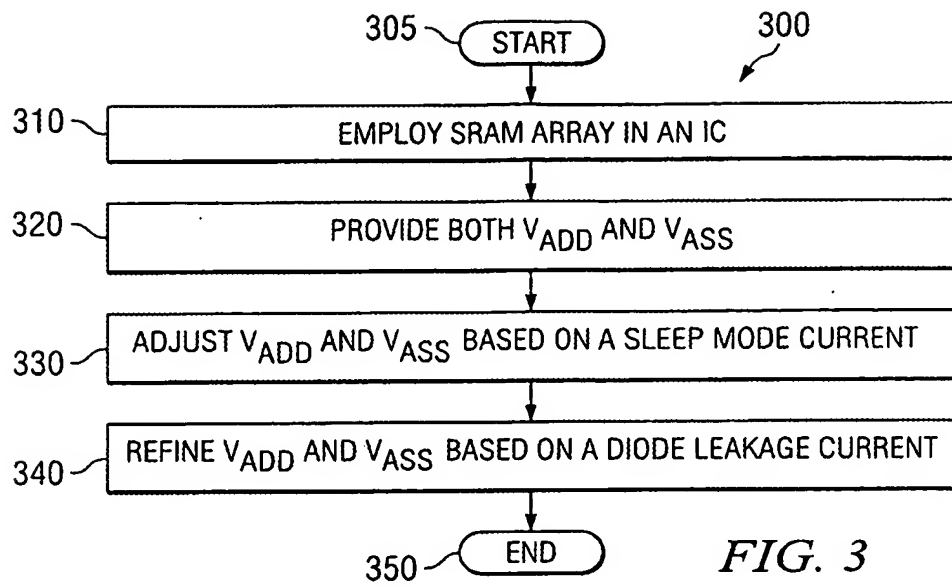 305
START
300
310
EMPLOY SRAM ARRAY IN AN IC
320
PROVIDE BOTH VADD AND VASS
330
ADJUST VADD AND VASS BASED ON A SLEEP MODE CURRENT
340
REFINE VADD AND VASS BASED ON A DIODE LEAKAGE CURRENT
350
END
FIG. 3